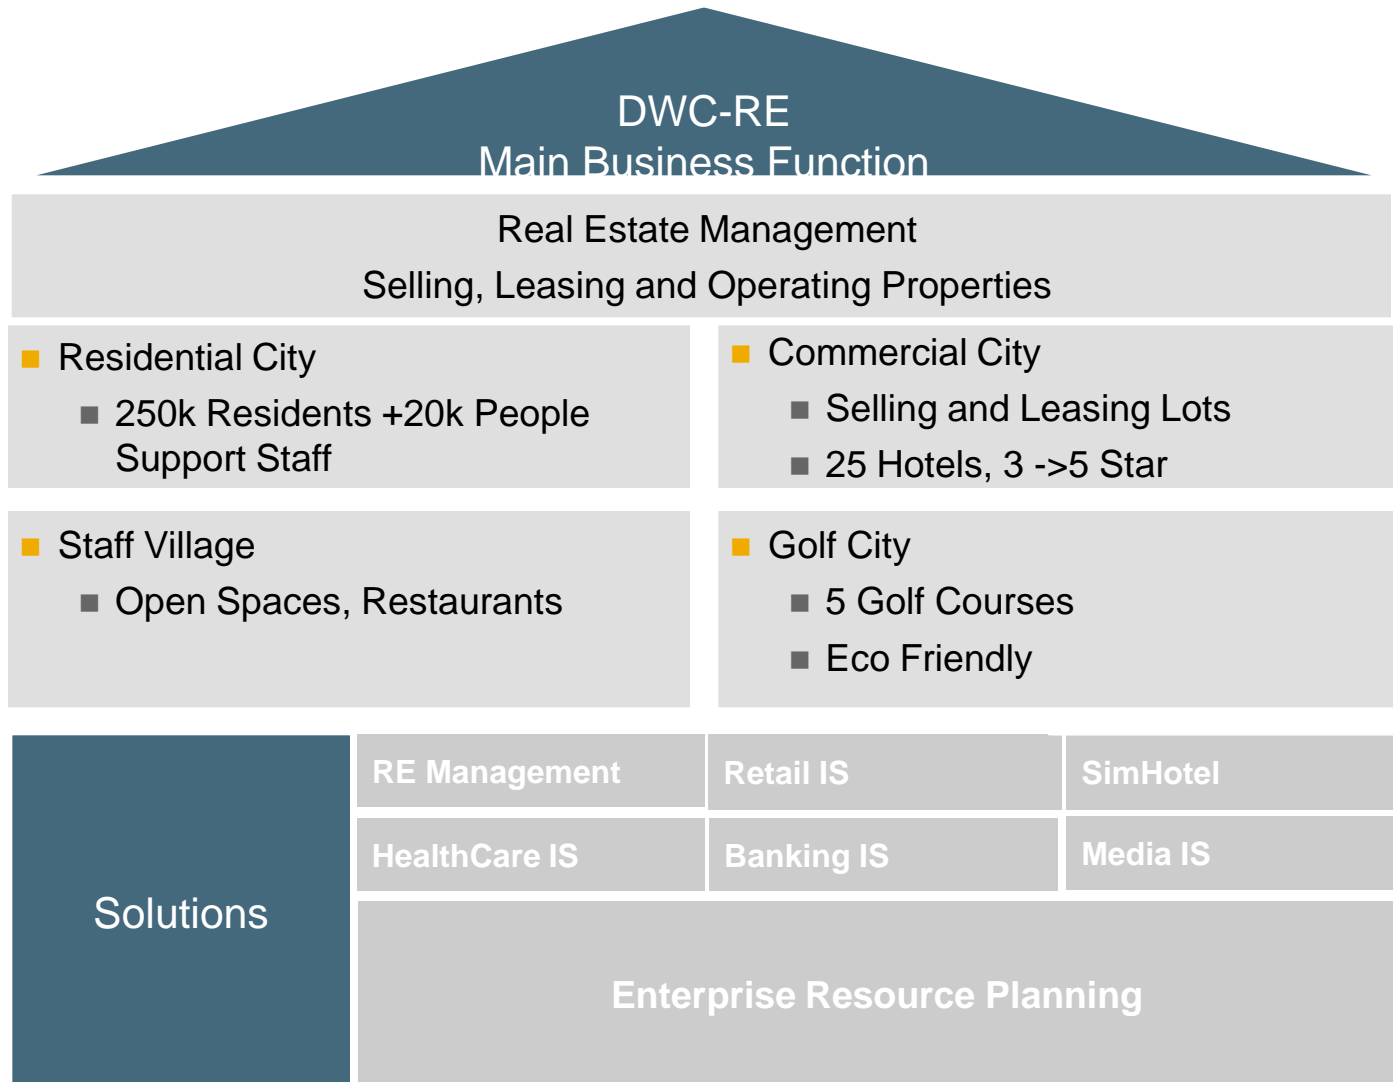 DWC-RE
Main Business Function
Real Estate Management
Selling, Leasing and Operating Properties
Residential City
250k Residents +20k People
Support Staff
Commercial City
Selling and Leasing Lots
25 Hotels, 3 ->5 Star
Staff Village
Open Spaces, Restaurants
Golf City
5 Golf Courses
Eco Friendly
Solutions
RE Management
Retail IS
SimHotel
HealthCare IS
Banking IS
Media IS
Enterprise Resource Planning